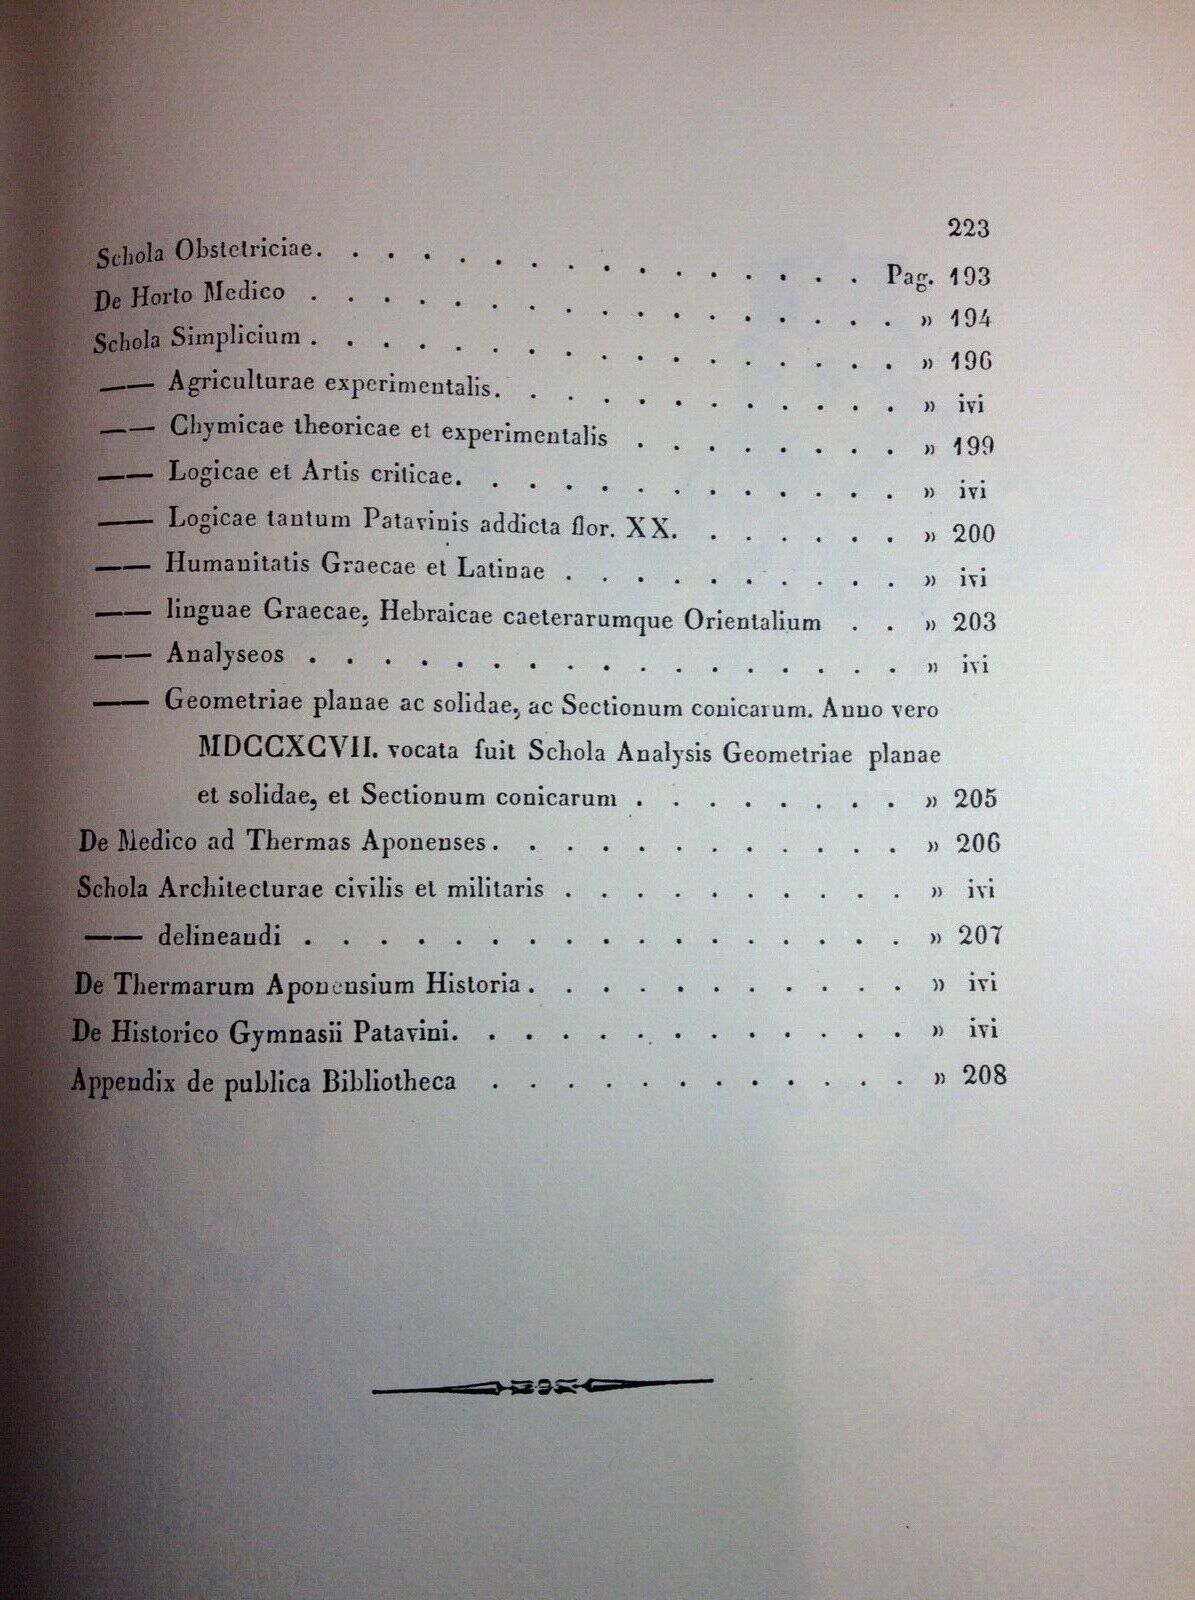 223
Schola Obstetriciae. . . . . . . . . . . . . . . . Pag. 193
De Horto Medico . . . . . . . . . . . . . . . . . » 194
Schola Simplicium . . . . . . . . . . . . . . . . . » 196
—— Agriculturae experimentalis. . . . . . . . . . . . » ivi
—— Chymicae theoricae et experimentalis . . . . . . . . » 199
—— Logicae et Artis criticae. . . . . . . . . . . . . » ivi
—— Logicae tantum Patavinis addicta flor. XX. . . . . . . » 200
—— Humanitatis Graecae et Latinae . . . . . . . . . . » ivi
—— linguae Graecae, Hebraicae caeterarumque Orientalium . . » 203
—— Analyseos . . . . . . . . . . . . . . . . . » ivi
—— Geometriae planae ac solidae, ac Sectionum conicarum. Anno vero
MDCCXCVII. vocata fuit Schola Analysis Geometriae planae
et solidae, et Sectionum conicarum . . . . . . . . » 205
De Medico ad Thermas Aponenses. . . . . . . . . . . . » 206
Schola Architecturae civilis et militaris . . . . . . . . . . » ivi
—— delineandi . . . . . . . . . . . . . . . . . » 207
De Thermarum Aponensium Historia . . . . . . . . . . . » ivi
De Historico Gymnasii Patavini. . . . . . . . . . . . . » ivi
Appendix de publica Bibliotheca . . . . . . . . . . . . » 208